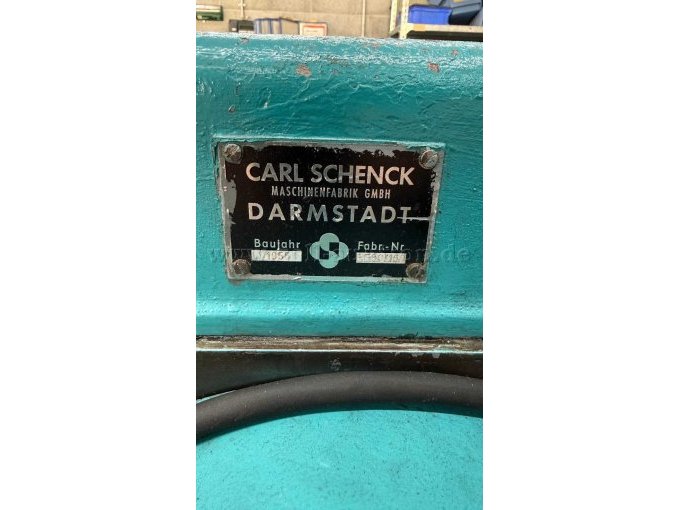 CARL SCHENCK
MASCHINENFABRIK GMBH
DARMSTADT
Baujahr Fabr.-Nr